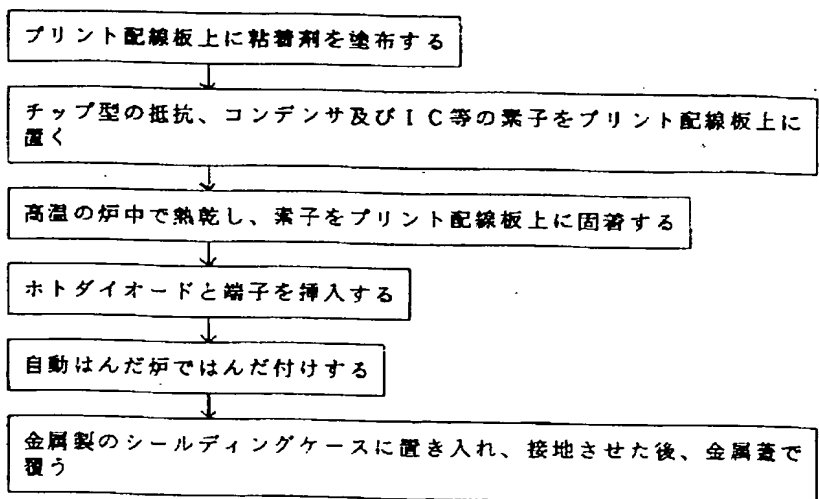 プリント配線板上に粘着剤を塗布する
チップ型の抵抗、コンデンサ及びIC等の素子をプリント配線板上に
置く
高温の炉中で熱乾し、素子をプリント配線板上に固着する
ホトダイオードと端子を挿入する
自動はんだ炉ではんだ付けする
金属製のシールディングケースに置き入れ、接地させた後、金属蓋で
覆う